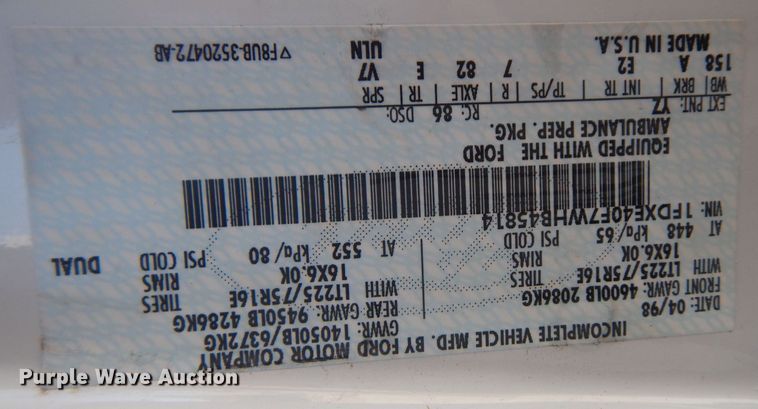 INCOMPLETE VEHICLE MFD. BY FORD MOTOR COMPANY
DATE: 04/98 GWR: 14050LB/6372KG
FRONT GAWR: 4600LB 2086KG REAR GAWR: 9450LB 4286KG
WITH LT225/75R16E TIRES WITH LT225/75R16E TIRES
16X6.0K RIMS 16X6.0K RIMS
AT 448 kPa/65 PSI COLD AT 552 kPa/80 PSI COLD DUAL
VIN: 1FDXE40F7WHB45814
EQUIPPED WITH THE FORD
AMBULANCE PREP. PKG.
EXT PNT: YZ RC: 86 DSO:
WB | BRK | INT TR | TP/PS | R | AXLE | TR | SPR
158 A E2 7 82 E V7
MADE IN U.S.A. ULN
▽F8UB-3520472-AB
Purple Wave Auction